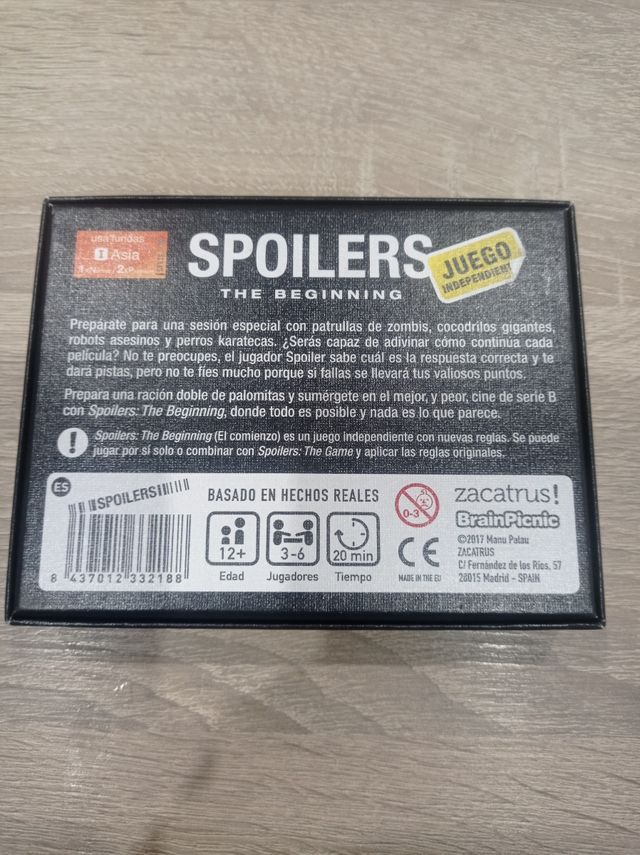 usa fundas
Asia
SPOILERS
THE BEGINNING
JUEGO
INDEPENDIENTE
Prepárate para una sesión especial con patrullas de zombis, cocodrilos gigantes,
robots asesinos y perros karatecas. ¿Serás capaz de adivinar cómo continúa cada
película? No te preocupes, el jugador Spoiler sabe cuál es la respuesta correcta y te
dará pistas, pero no te fíes mucho porque si fallas se llevará tus valiosos puntos.
Prepara una ración doble de palomitas y sumérgete en el mejor, y peor, cine de serie B
con Spoilers: The Beginning, donde todo es posible y nada es lo que parece.
! Spoilers: The Beginning (El comienzo) es un juego independiente con nuevas reglas. Se puede
jugar por sí solo o combinar con Spoilers: The Game y aplicar las reglas originales.
ES
SPOILERS
8 437012 332188
BASADO EN HECHOS REALES
12+ 3-6 20 min
Edad Jugadores Tiempo
0-3
CE
MADE IN THE EU
zacatrus!
BrainPicnic
©2017 Manu Palau
ZACATRUS
C/ Fernández de los Ríos, 57
28015 Madrid - SPAIN